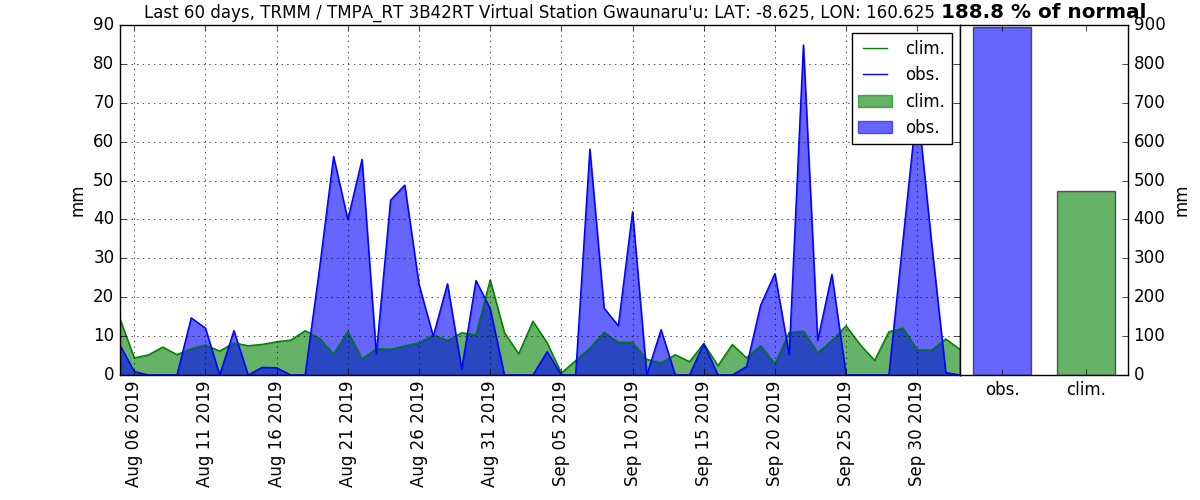 Last 60 days, TRMM / TMPA_RT 3B42RT Virtual Station Gwaunaru'u: LAT: -8.625, LON: 160.625 188.8 % of normal
90
80
70
60
50
40
30
20
10
0
mm
clim.
obs.
clim.
obs.
900
800
700
600
500
400
300
200
100
0
mm
obs. clim.
Aug 06 2019
Aug 11 2019
Aug 16 2019
Aug 21 2019
Aug 26 2019
Aug 31 2019
Sep 05 2019
Sep 10 2019
Sep 15 2019
Sep 20 2019
Sep 25 2019
Sep 30 2019